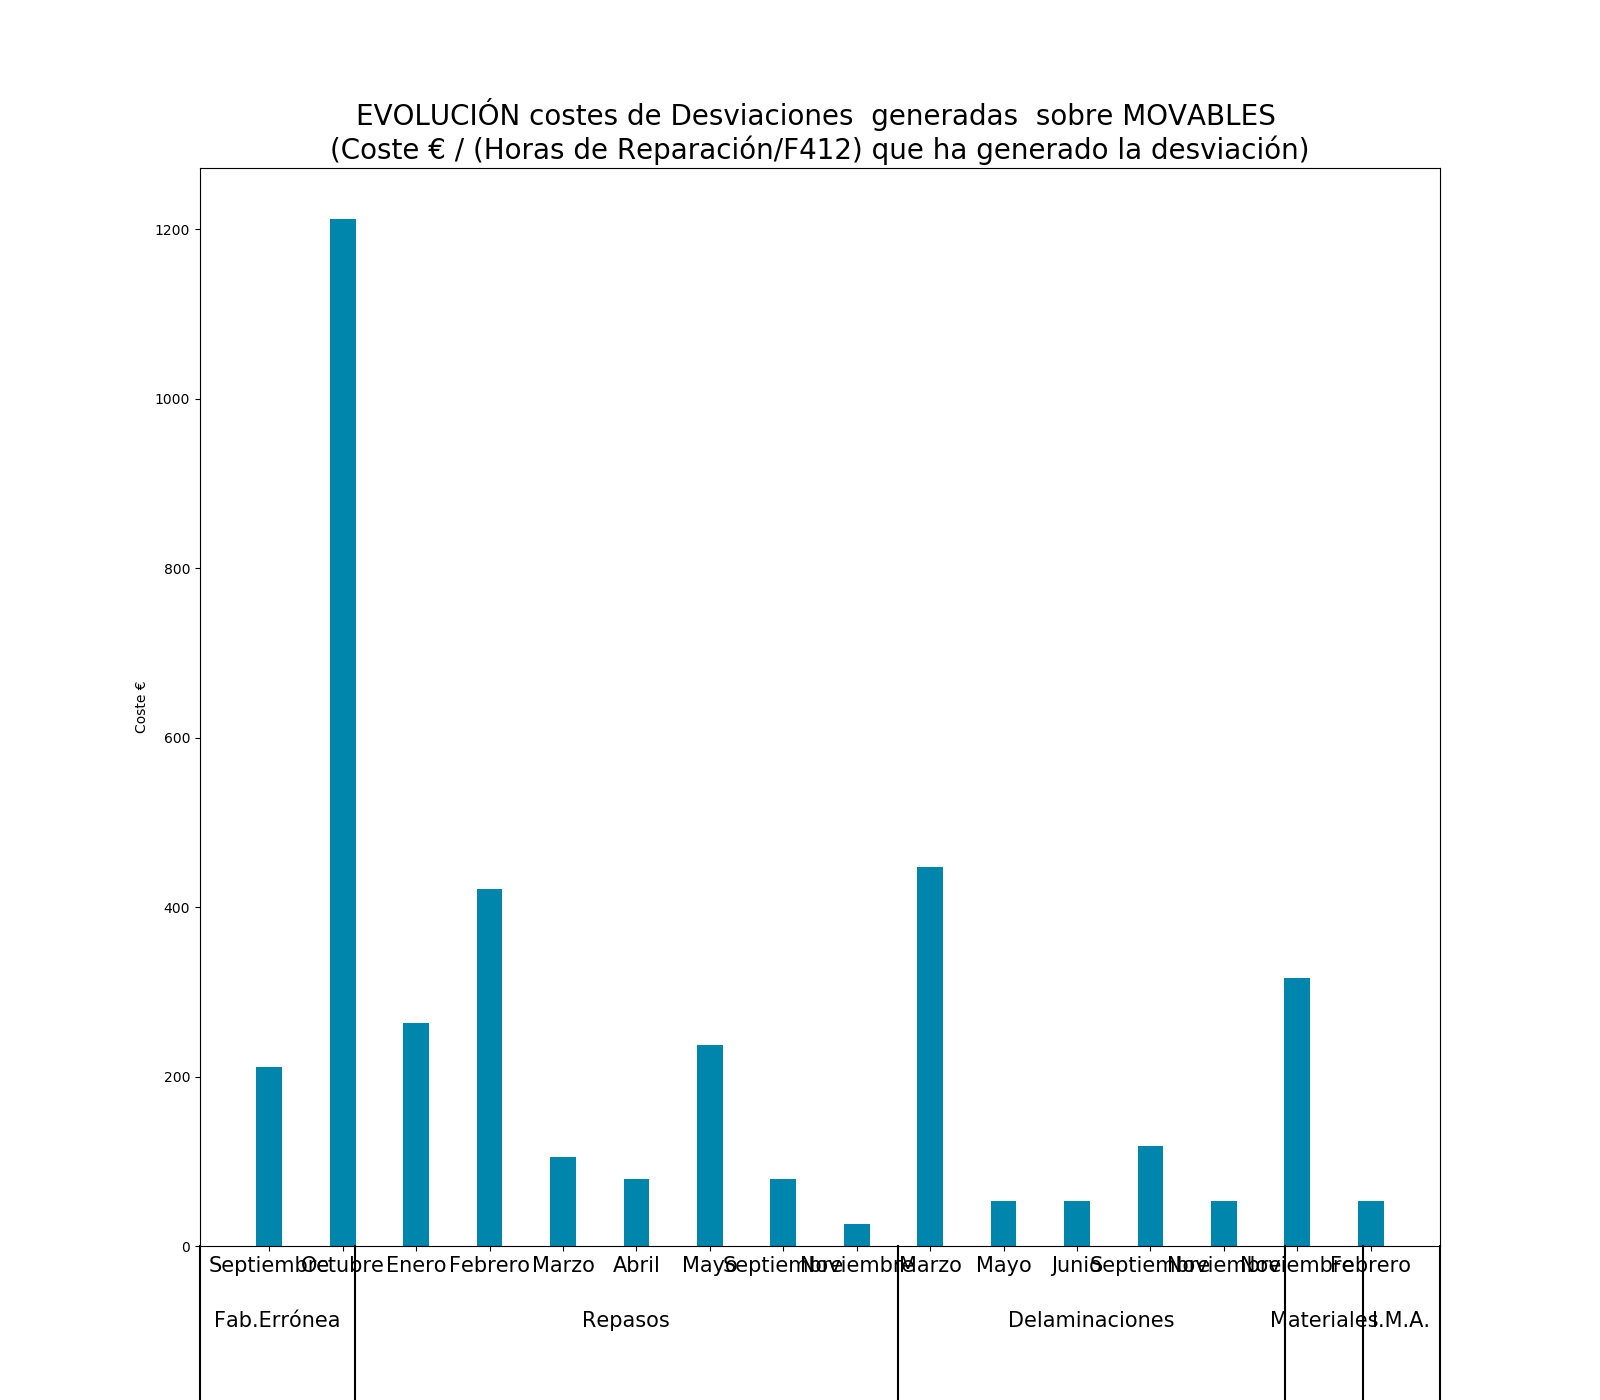 EVOLUCIÓN costes de Desviaciones  generadas  sobre MOVABLES
(Coste € / (Horas de Reparación/F412) que ha generado la desviación)
1200
1000
800
600
400
200
0
Coste €
Septiembre Octubre Enero Febrero Marzo Abril Mayo Septiembre Noviembre Marzo Mayo Junio Septiembre Noviembre Noviembre Febrero
Fab.Errónea Repasos Delaminaciones Materiales I.M.A.